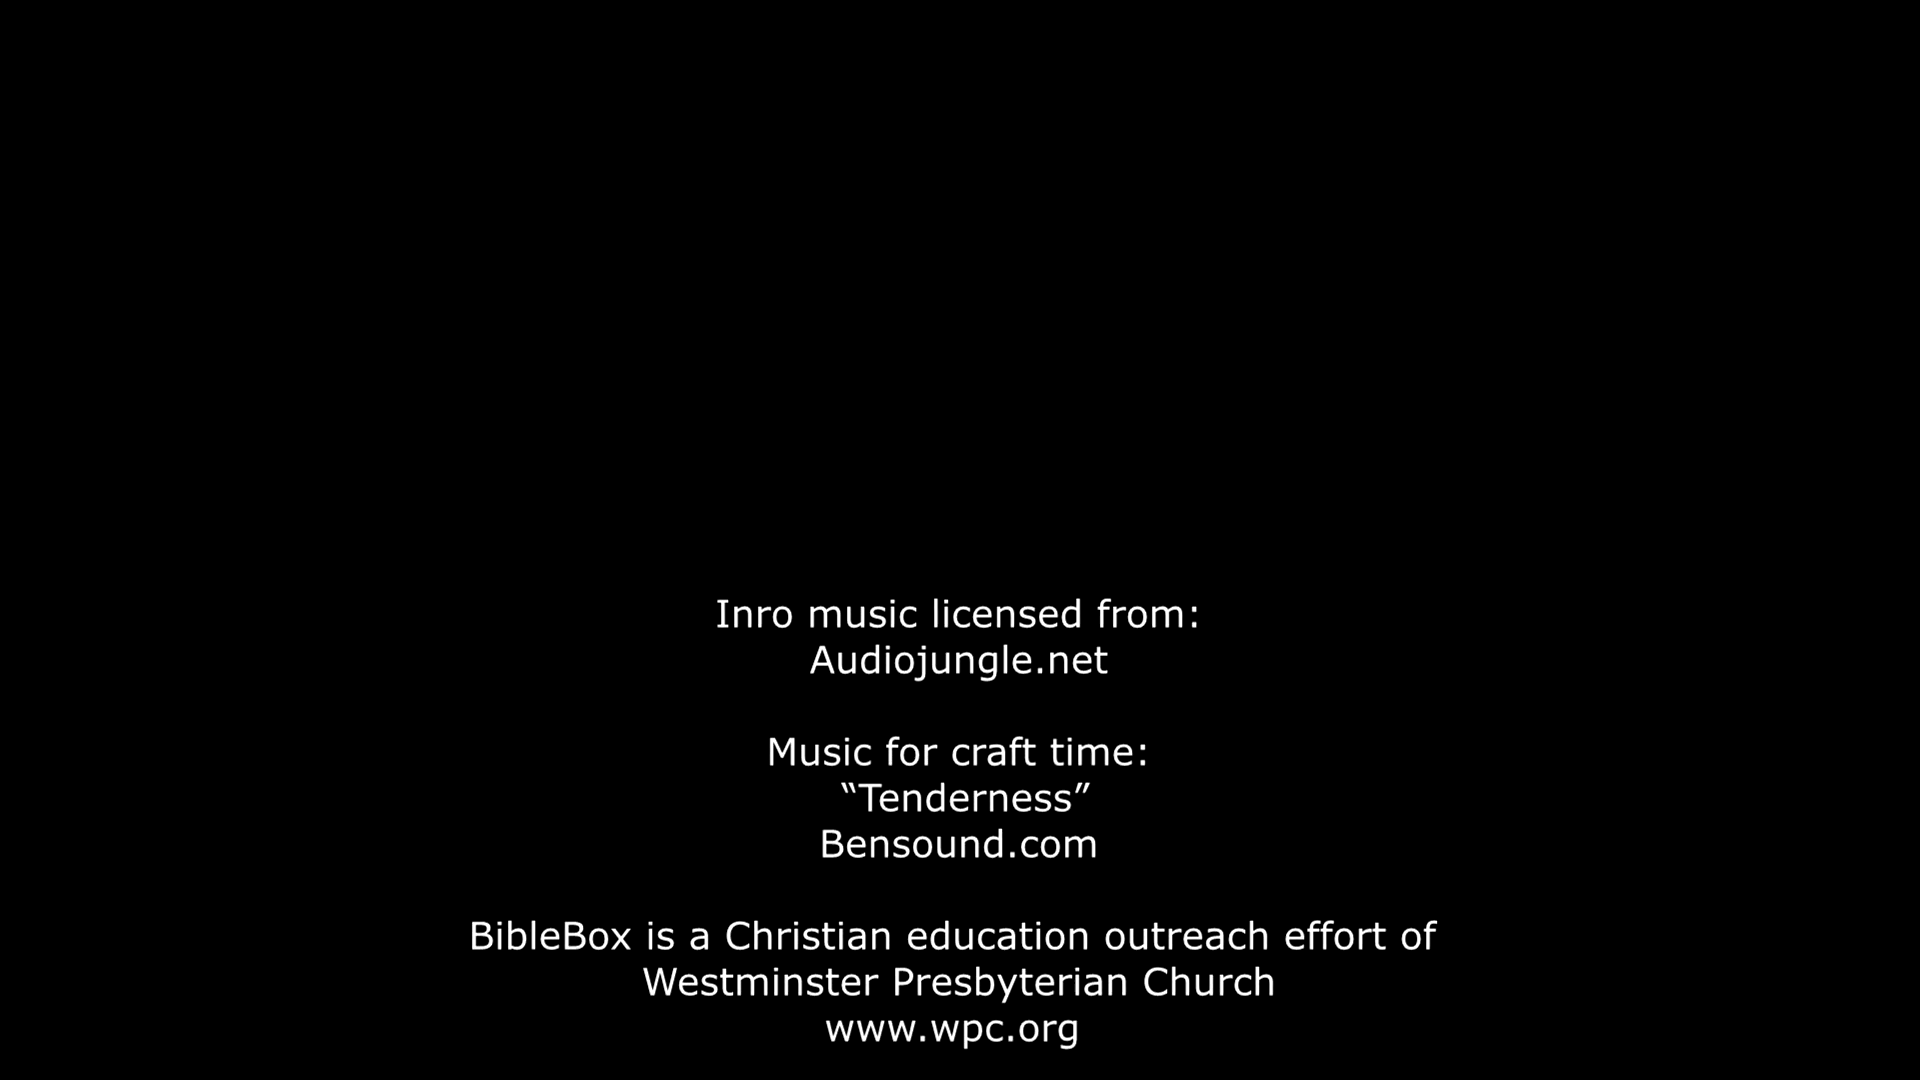 Inro music licensed from:
Audiojungle.net
Music for craft time:
“Tenderness”
Bensound.com
BibleBox is a Christian education outreach effort of
Westminster Presbyterian Church
www.wpc.org